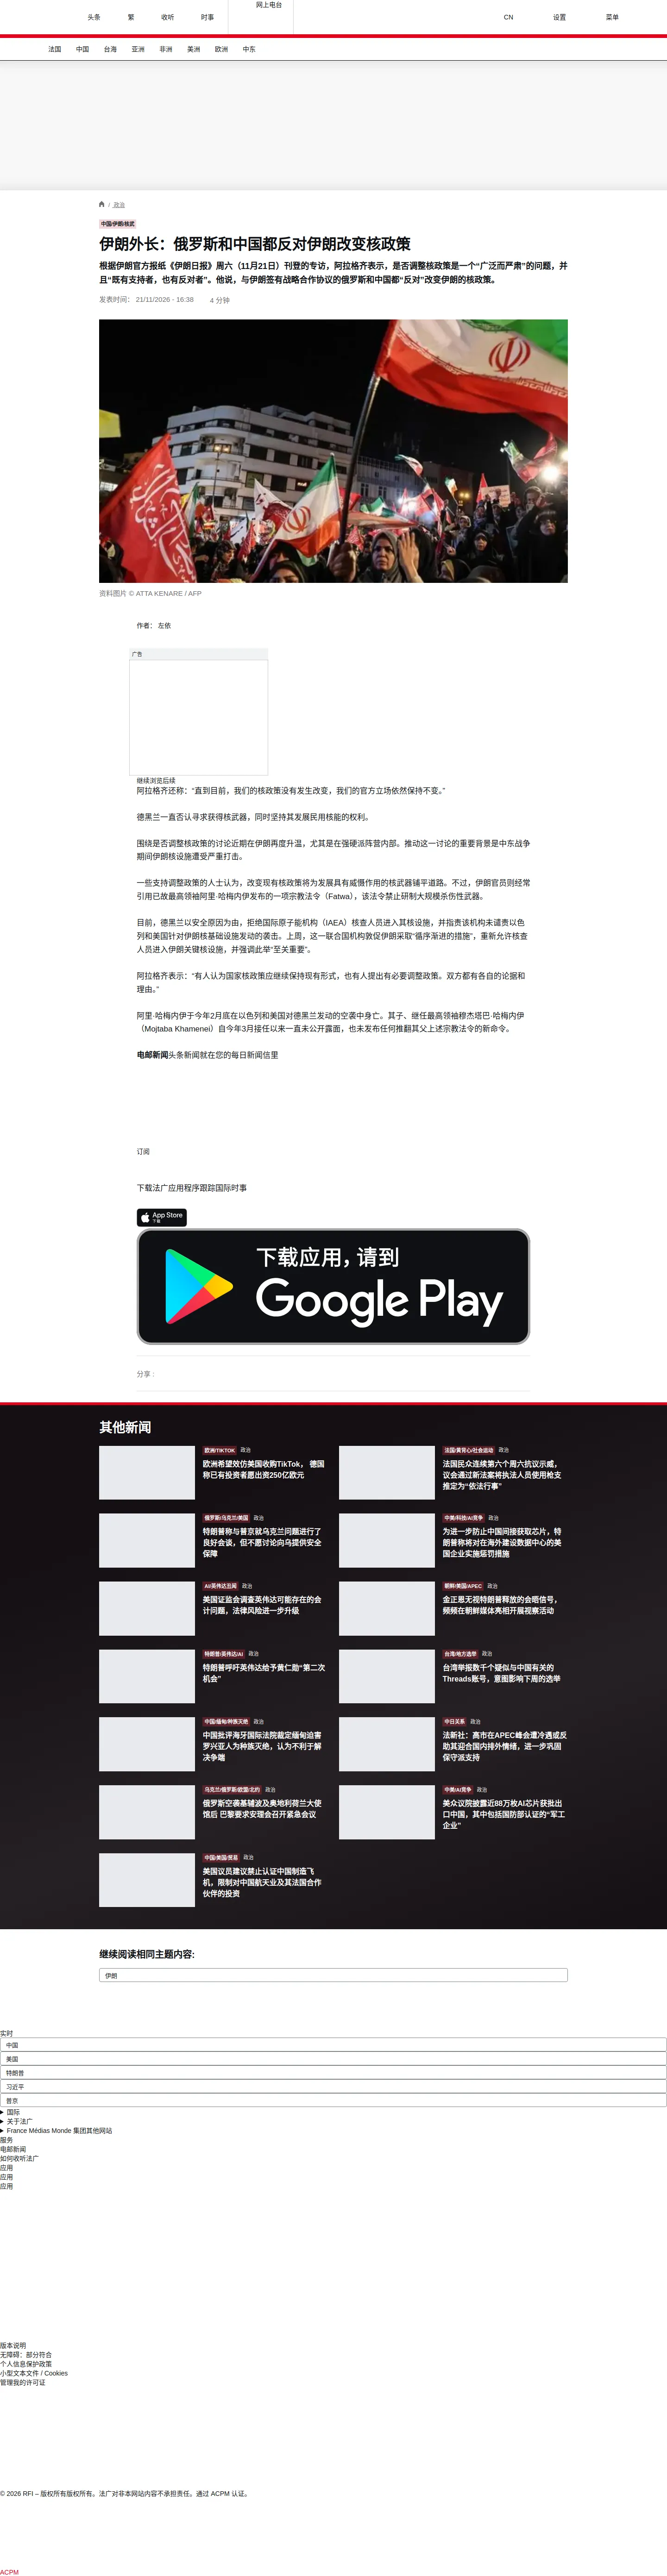 头条
繁
收听
时事
网上电台
CN
设置
菜单
法国
中国
台海
亚洲
非洲
美洲
欧洲
中东
/ 政治
中国/伊朗/核武
伊朗外长：俄罗斯和中国都反对伊朗改变核政策
根据伊朗官方报纸《伊朗日报》周六（11月21日）刊登的专访，阿拉格齐表示，是否调整核政策是一个“广泛而严肃”的问题，并
且“既有支持者，也有反对者”。他说，与伊朗签有战略合作协议的俄罗斯和中国都“反对”改变伊朗的核政策。
发表时间： 21/11/2026 - 16:38
4 分钟
资料图片 © ATTA KENARE / AFP
作者： 左依
广告
继续浏览后续
阿拉格齐还称：“直到目前，我们的核政策没有发生改变，我们的官方立场依然保持不变。”
德黑兰一直否认寻求获得核武器，同时坚持其发展民用核能的权利。
围绕是否调整核政策的讨论近期在伊朗再度升温，尤其是在强硬派阵营内部。推动这一讨论的重要背景是中东战争
期间伊朗核设施遭受严重打击。
一些支持调整政策的人士认为，改变现有核政策将为发展具有威慑作用的核武器铺平道路。不过，伊朗官员则经常
引用已故最高领袖阿里·哈梅内伊发布的一项宗教法令（Fatwa），该法令禁止研制大规模杀伤性武器。
目前，德黑兰以安全原因为由，拒绝国际原子能机构（IAEA）核查人员进入其核设施，并指责该机构未谴责以色
列和美国针对伊朗核基础设施发动的袭击。上周，这一联合国机构敦促伊朗采取“循序渐进的措施”，重新允许核查
人员进入伊朗关键核设施，并强调此举“至关重要”。
阿拉格齐表示：“有人认为国家核政策应继续保持现有形式，也有人提出有必要调整政策。双方都有各自的论据和
理由。”
阿里·哈梅内伊于今年2月底在以色列和美国对德黑兰发动的空袭中身亡。其子、继任最高领袖穆杰塔巴·哈梅内伊
（Mojtaba Khamenei）自今年3月接任以来一直未公开露面，也未发布任何推翻其父上述宗教法令的新命令。
电邮新闻头条新闻就在您的每日新闻信里
订阅
下载法广应用程序跟踪国际时事
App Store
下载
下载应用，请到
Google Play
分享 :
其他新闻
欧洲/TIKTOK 政治
欧洲希望效仿美国收购TikTok， 德国
称已有投资者愿出资250亿欧元
法国/黄背心/社会运动 政治
法国民众连续第六个周六抗议示威，
议会通过新法案将执法人员使用枪支
推定为“依法行事”
俄罗斯/乌克兰/美国 政治
特朗普称与普京就乌克兰问题进行了
良好会谈，但不愿讨论向乌提供安全
保障
中美/科技/AI竞争 政治
为进一步防止中国间接获取芯片，特
朗普称将对在海外建设数据中心的美
国企业实施惩罚措施
AI/英伟达丑闻 政治
美国证监会调查英伟达可能存在的会
计问题，法律风险进一步升级
朝鲜/美国/APEC 政治
金正恩无视特朗普释放的会晤信号，
频频在朝鲜媒体亮相开展视察活动
特朗普/英伟达/AI 政治
特朗普呼吁英伟达给予黄仁勋“第二次
机会”
台湾/地方选举 政治
台湾举报数千个疑似与中国有关的
Threads账号，意图影响下周的选举
中国/缅甸/种族灭绝 政治
中国批评海牙国际法院裁定缅甸迫害
罗兴亚人为种族灭绝，认为不利于解
决争端
中日关系 政治
法新社：高市在APEC峰会遭冷遇或反
助其迎合国内排外情绪，进一步巩固
保守派支持
乌克兰/俄罗斯/欧盟/北约 政治
俄罗斯空袭基辅波及奥地利荷兰大使
馆后 巴黎要求安理会召开紧急会议
中美/AI竞争 政治
美众议院披露近88万枚AI芯片获批出
口中国，其中包括国防部认证的“军工
企业”
中国/美国/贸易 政治
美国议员建议禁止认证中国制造飞
机，限制对中国航天业及其法国合作
伙伴的投资
继续阅读相同主题内容:
伊朗
实时
中国
美国
特朗普
习近平
普京
国际
关于法广
France Médias Monde 集团其他网站
服务
电邮新闻
如何收听法广
应用
应用
应用
版本说明
无障碍：部分符合
个人信息保护政策
小型文本文件 / Cookies
管理我的许可证
© 2026 RFI – 版权所有版权所有。法广对非本网站内容不承担责任。通过 ACPM 认证。
ACPM